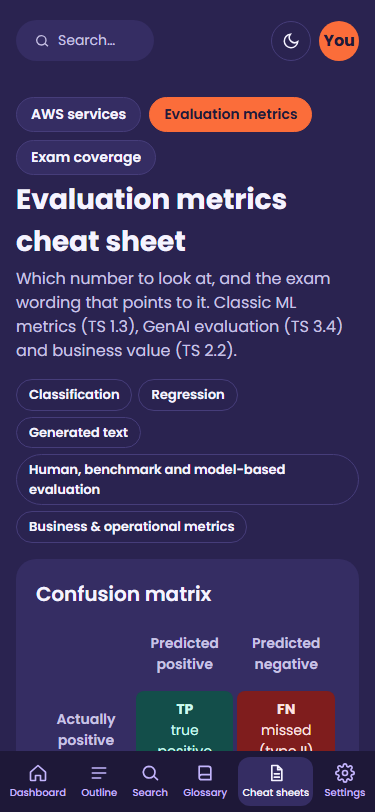 Search...
You
AWS services
Evaluation metrics
Exam coverage
Evaluation metrics
cheat sheet
Which number to look at, and the exam
wording that points to it. Classic ML
metrics (TS 1.3), GenAI evaluation (TS 3.4)
and business value (TS 2.2).
Classification
Regression
Generated text
Human, benchmark and model-based
evaluation
Business & operational metrics
Confusion matrix
Predicted
positive
Predicted
negative
Actually
positive
TP
true
positive
FN
missed
(type II)
Dashboard
Outline
Search
Glossary
Cheat sheets
Settings